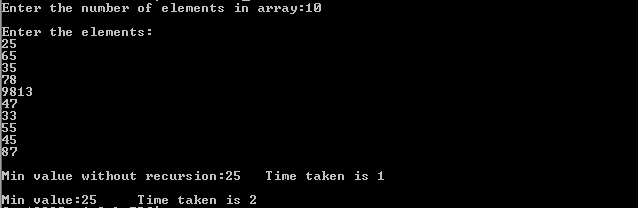 Enter the number of elements in array:10
Enter the elements:
25
65
35
78
9813
47
33
55
45
87
Min value without recursion:25 Time taken is 1
Min value:25 Time taken is 2